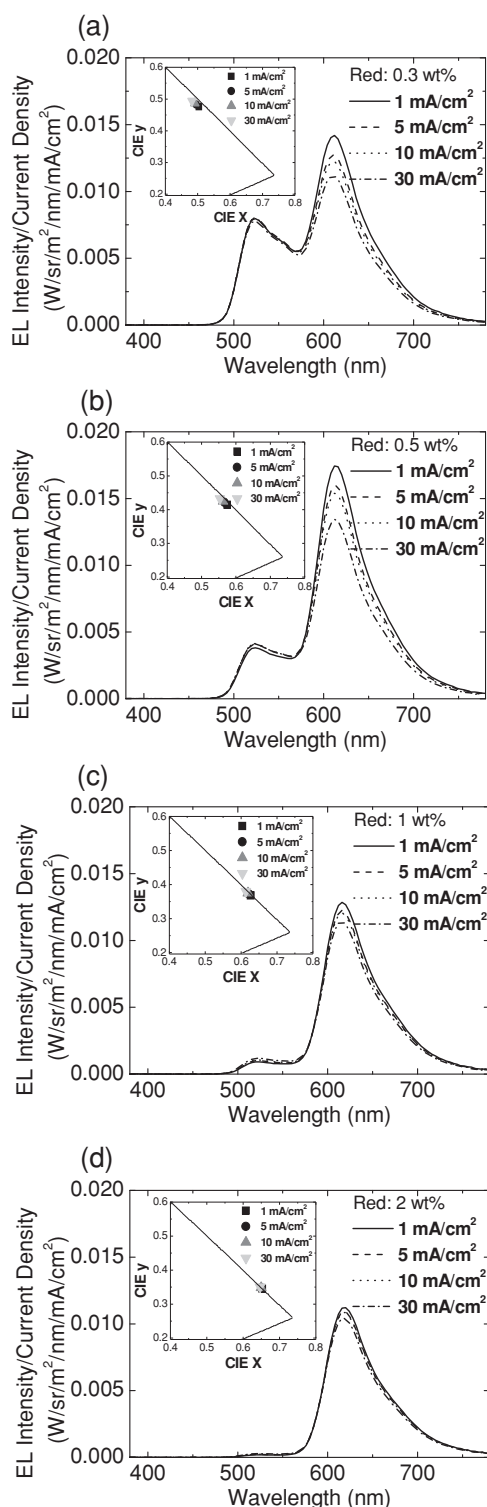 (a)
EL Intensity/Current Density
(W/sr/m²/nm/mA/cm²)
0.020
0.015
0.010
0.005
0.000
400 500 600 700
Wavelength (nm)
Red: 0.3 wt%
1 mA/cm²
5 mA/cm²
10 mA/cm²
30 mA/cm²
CIE y
0.6
0.5
0.4
0.3
0.2
0.4 0.5 0.6 0.7 0.8
CIE X
1 mA/cm²
5 mA/cm²
10 mA/cm²
30 mA/cm²
(b)
EL Intensity/Current Density
(W/sr/m²/nm/mA/cm²)
0.020
0.015
0.010
0.005
0.000
400 500 600 700
Wavelength (nm)
Red: 0.5 wt%
1 mA/cm²
5 mA/cm²
10 mA/cm²
30 mA/cm²
CIE y
0.6
0.5
0.4
0.3
0.2
0.4 0.5 0.6 0.7 0.8
CIE X
1 mA/cm²
5 mA/cm²
10 mA/cm²
30 mA/cm²
(c)
EL Intensity/Current Density
(W/sr/m²/nm/mA/cm²)
0.020
0.015
0.010
0.005
0.000
400 500 600 700
Wavelength (nm)
Red: 1 wt%
1 mA/cm²
5 mA/cm²
10 mA/cm²
30 mA/cm²
CIE y
0.6
0.5
0.4
0.3
0.2
0.4 0.5 0.6 0.7 0.8
CIE X
1 mA/cm²
5 mA/cm²
10 mA/cm²
30 mA/cm²
(d)
EL Intensity/Current Density
(W/sr/m²/nm/mA/cm²)
0.020
0.015
0.010
0.005
0.000
400 500 600 700
Wavelength (nm)
Red: 2 wt%
1 mA/cm²
5 mA/cm²
10 mA/cm²
30 mA/cm²
CIE y
0.6
0.5
0.4
0.3
0.2
0.4 0.5 0.6 0.7 0.8
CIE X
1 mA/cm²
5 mA/cm²
10 mA/cm²
30 mA/cm²